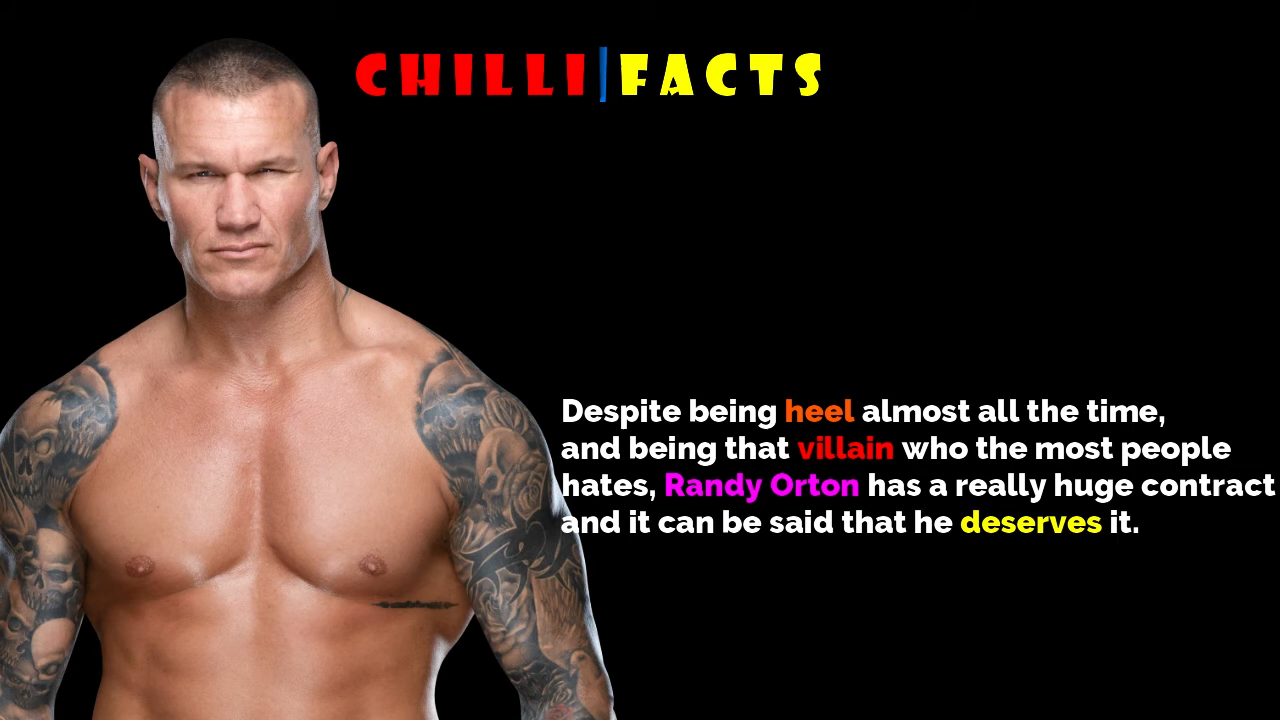 CHILLI|FACTS
Despite being heel almost all the time,
and being that villain who the most people
hates, Randy Orton has a really huge contract
and it can be said that he deserves it.